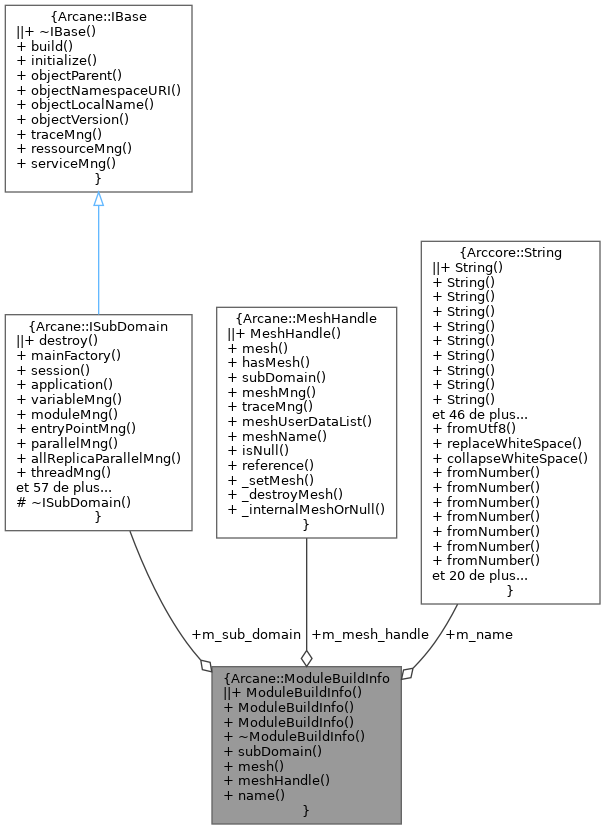 {Arcane::IBase
||+ ~IBase()
+ build()
+ initialize()
+ objectParent()
+ objectNamespaceURI()
+ objectLocalName()
+ objectVersion()
+ traceMng()
+ ressourceMng()
+ serviceMng()
}
{Arcane::ISubDomain
||+ destroy()
+ mainFactory()
+ session()
+ application()
+ variableMng()
+ moduleMng()
+ entryPointMng()
+ parallelMng()
+ allReplicaParallelMng()
+ threadMng()
et 57 de plus...
# ~ISubDomain()
}
{Arcane::MeshHandle
||+ MeshHandle()
+ mesh()
+ hasMesh()
+ subDomain()
+ meshMng()
+ traceMng()
+ meshUserDataList()
+ meshName()
+ isNull()
+ reference()
+ _setMesh()
+ _destroyMesh()
+ _internalMeshOrNull()
}
{Arccore::String
||+ String()
+ String()
+ String()
+ String()
+ String()
+ String()
+ String()
+ String()
+ String()
+ String()
et 46 de plus...
+ fromUtf8()
+ replaceWhiteSpace()
+ collapseWhiteSpace()
+ fromNumber()
+ fromNumber()
+ fromNumber()
+ fromNumber()
+ fromNumber()
+ fromNumber()
+ fromNumber()
et 20 de plus...
}
+m_sub_domain
+m_mesh_handle
+m_name
{Arcane::ModuleBuildInfo
||+ ModuleBuildInfo()
+ ModuleBuildInfo()
+ ModuleBuildInfo()
+ ~ModuleBuildInfo()
+ subDomain()
+ mesh()
+ meshHandle()
+ name()
}